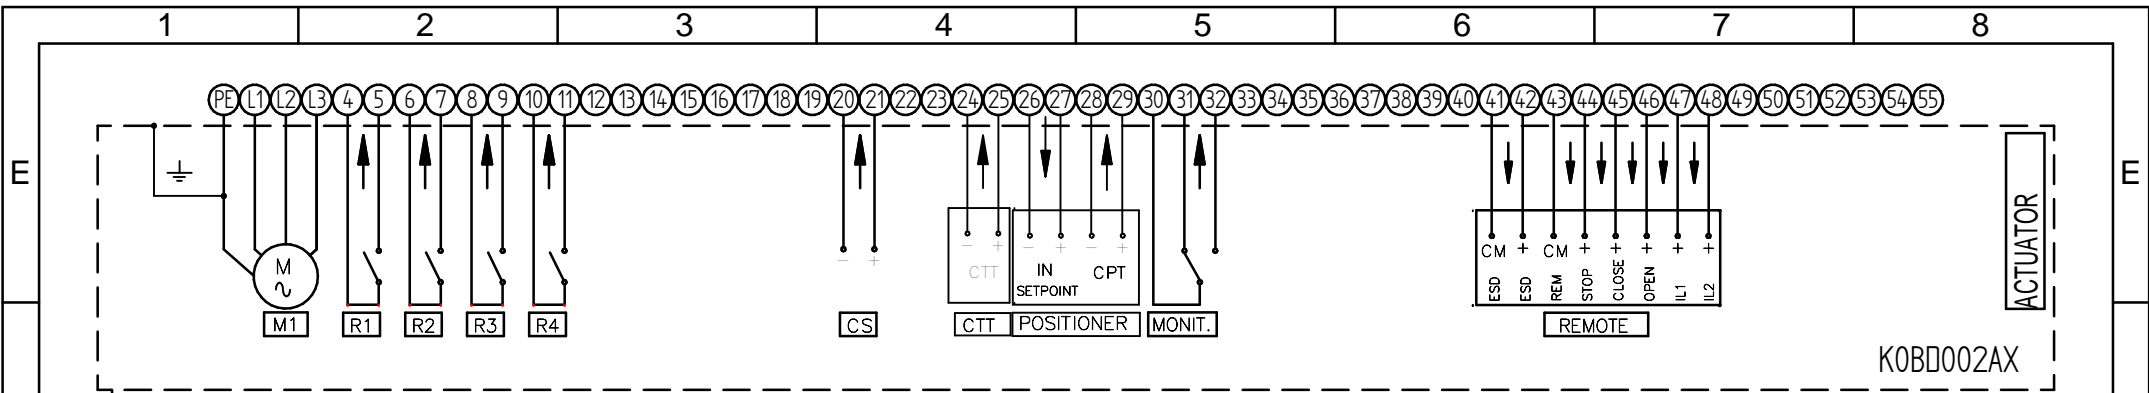 1 2 3 4 5 6 7 8
PE L1 L2 L3 4 5 6 7 8 9 10 11 12 13 14 15 16 17 18 19 20 21 22 23 24 25 26 27 28 29 30 31 32 33 34 35 36 37 38 39 40 41 42 43 44 45 46 47 48 49 50 51 52 53 54 55
E E
ACTUATOR
M
- +
- +
CTT
- + - +
IN CPT
SETPOINT
CM + CM + + + + +
ESD ESD REM STOP CLOSE OPEN IL1 IL2
M1 R1 R2 R3 R4 CS CTT POSITIONER MONIT. REMOTE
K0BD002AX